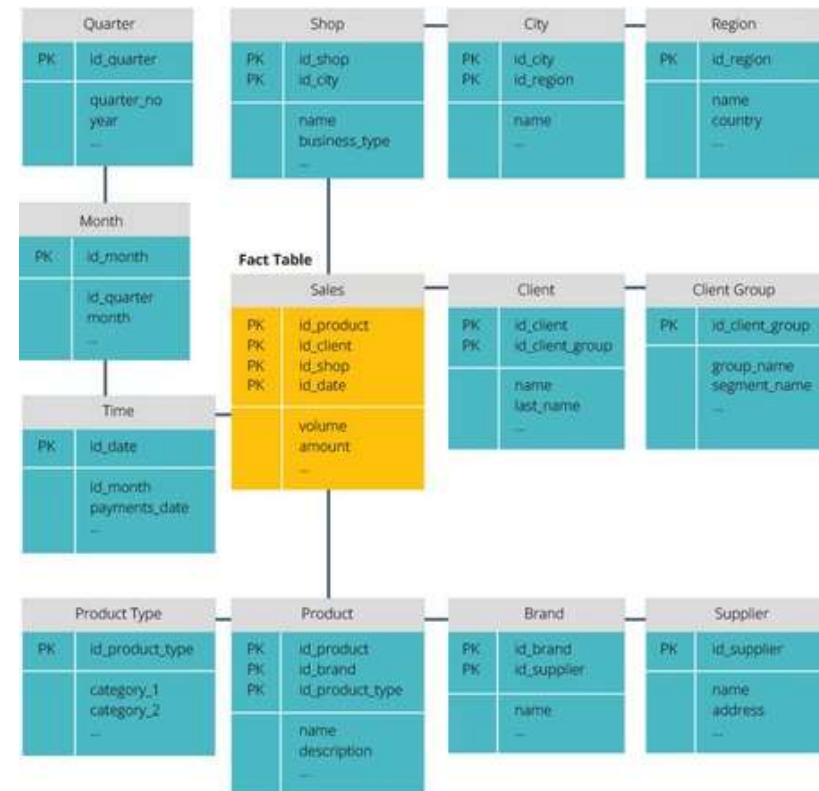 Quarter
PK id_quarter
quarter_no
year
...
Shop
PK id_shop
PK id_city
name
business_type
...
City
PK id_city
PK id_region
name
...
Region
PK id_region
name
country
...
Month
PK id_month
id_quarter
month
...
Fact Table
Sales
PK id_product
PK id_client
PK id_shop
PK id_date
volume
amount
...
Client
PK id_client
PK id_client_group
name
last_name
...
Client Group
PK id_client_group
group_name
segment_name
...
Time
PK id_date
id_month
payments_date
...
Product Type
PK id_product_type
category_1
category_2
...
Product
PK id_product
PK id_brand
PK id_product_type
name
description
...
Brand
PK id_brand
PK id_supplier
name
...
Supplier
PK id_supplier
name
address
...